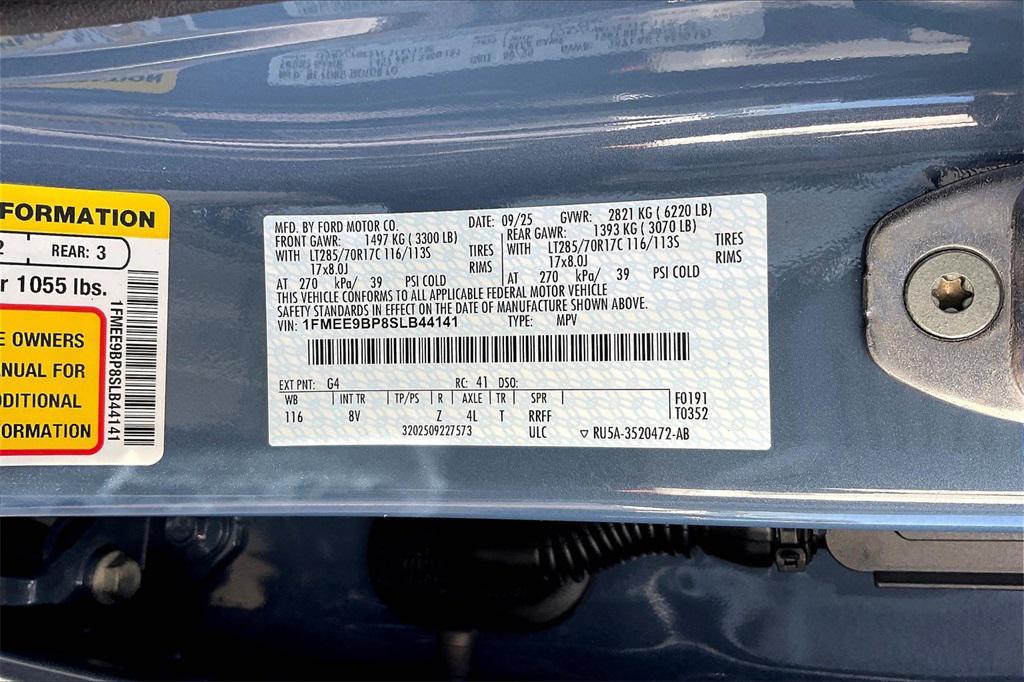 FORMATION
2 REAR: 3
r 1055 lbs.
E OWNERS
ANUAL FOR
DDITIONAL
FORMATION
1FMEE9BP8SLB44141
MFD. BY FORD MOTOR CO. DATE: 09/25 GVWR: 2821 KG ( 6220 LB)
FRONT GAWR: 1497 KG ( 3300 LB) REAR GAWR: 1393 KG ( 3070 LB)
WITH LT285/70R17C 116/113S TIRES WITH LT285/70R17C 116/113S TIRES
17x8.0J RIMS 17x8.0J RIMS
AT 270 kPa/ 39 PSI COLD AT 270 kPa/ 39 PSI COLD
THIS VEHICLE CONFORMS TO ALL APPLICABLE FEDERAL MOTOR VEHICLE
SAFETY STANDARDS IN EFFECT ON THE DATE OF MANUFACTURE SHOWN ABOVE.
VIN: 1FMEE9BP8SLB44141 TYPE: MPV
EXT PNT: G4 RC: 41 DSO:
WB INT TR TP/PS R AXLE TR SPR F0191
116 8V Z 4L T RRFF T0352
3202509227573 ULC ▽ RU5A-3520472-AB